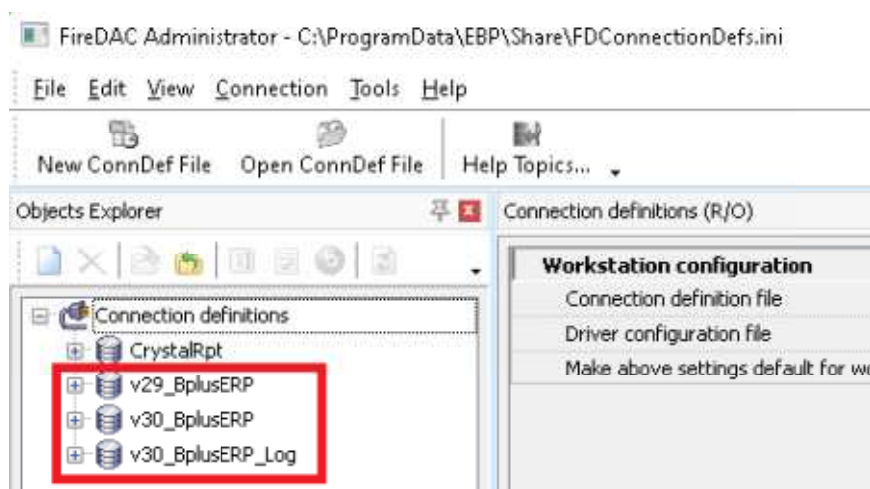 FireDAC Administrator - C:\ProgramData\EBP\Share\FDConnectionDefs.ini
File Edit View Connection Tools Help
New ConnDef File Open ConnDef File Help Topics...
Objects Explorer
Connection definitions
CrystalRpt
v29_BplusERP
v30_BplusERP
v30_BplusERP_Log
Connection definitions (R/O)
Workstation configuration
Connection definition file
Driver configuration file
Make above settings default for wo